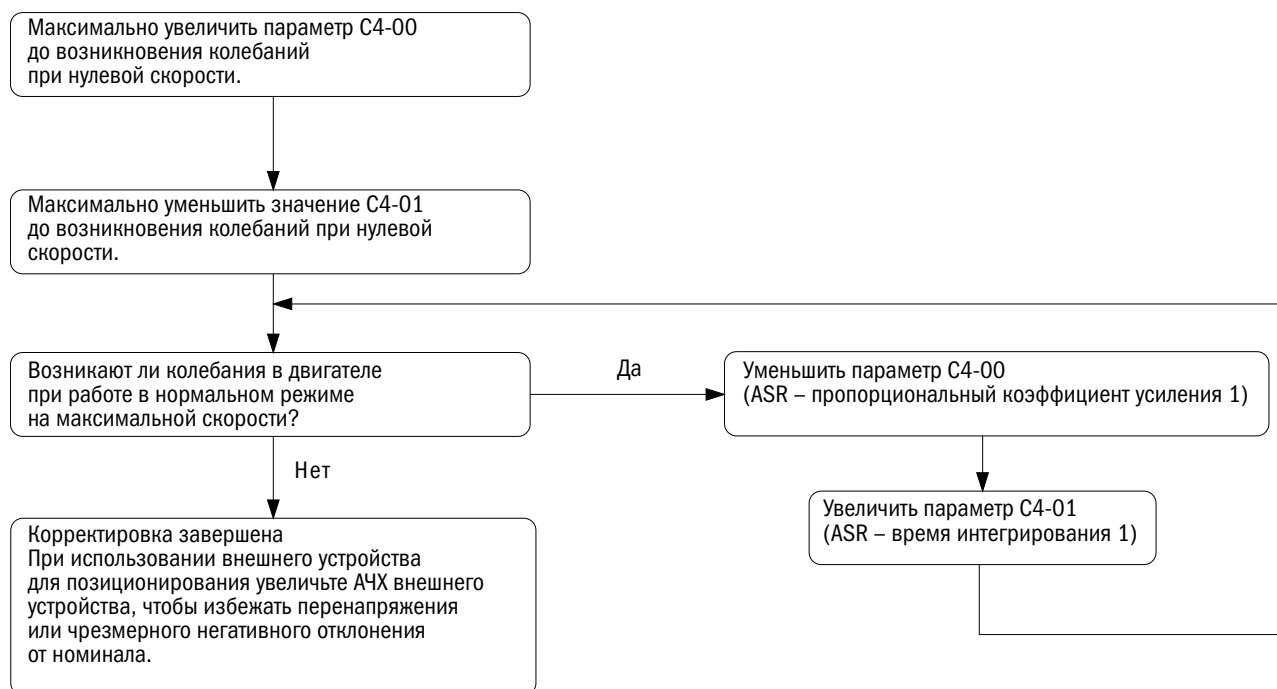 Максимально увеличить параметр C4-00
до возникновения колебаний
при нулевой скорости.
Максимально уменьшить значение C4-01
до возникновения колебаний при нулевой
скорости.
Возникают ли колебания в двигателе
при работе в нормальном режиме
на максимальной скорости?
Да
Уменьшить параметр C4-00
(ASR – пропорциональный коэффициент усиления 1)
Нет
Увеличить параметр C4-01
(ASR – время интегрирования 1)
Корректировка завершена
При использовании внешнего устройства
для позиционирования увеличьте АЧХ внешнего
устройства, чтобы избежать перенапряжения
или чрезмерного негативного отклонения
от номинала.